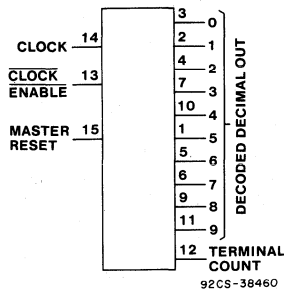 CLOCK 14
CLOCK 13
ENABLE
MASTER 15
RESET
3 0
2 1
4 2
7 3
10 4
1 5
5 6
6 7
9 8
11 9
12 TERMINAL
COUNT
DECODED DECIMAL OUT
92CS-38460